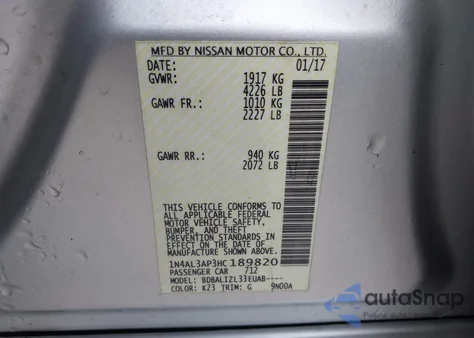 MFD BY NISSAN MOTOR CO., LTD.
DATE: 01/17
GVWR: 1917 KG
4226 LB
GAWR FR.: 1010 KG
2227 LB
GAWR RR.: 940 KG
2072 LB
THIS VEHICLE CONFORMS TO
ALL APPLICABLE FEDERAL
MOTOR VEHICLE SAFETY,
BUMPER, AND THEFT
PREVENTION STANDARDS IN
EFFECT ON THE DATE OF
MANUFACTURE SHOWN ABOVE.
1N4AL3AP3HC189820
PASSENGER CAR 712
MODEL: BDBALIZL33EUAB----
COLOR: K23 TRIM: G 9N00A
autoSnap